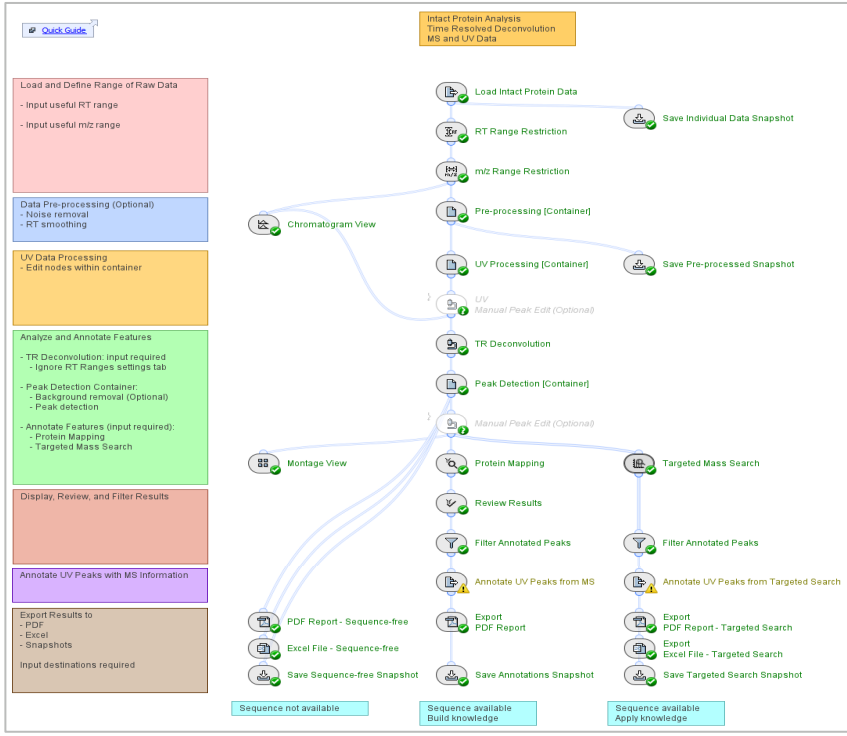 Quick Guide
Intact Protein Analysis
Time Resolved Deconvolution
MS and UV Data
Load and Define Range of Raw Data
- Input useful RT range
- Input useful m/z range
Data Pre-processing (Optional)
- Noise removal
- RT smoothing
UV Data Processing
- Edit nodes within container
Analyze and Annotate Features
- TR Deconvolution: input required
- Ignore RT Ranges settings tab
- Peak Detection Container:
- Background removal (Optional)
- Peak detection
- Annotate Features (input required):
- Protein Mapping
- Targeted Mass Search
Display, Review, and Filter Results
Annotate UV Peaks with MS Information
Export Results to
- PDF
- Excel
- Snapshots
Input destinations required
Load Intact Protein Data
Save Individual Data Snapshot
RT Range Restriction
m/z Range Restriction
Pre-processing [Container]
Chromatogram View
UV Processing [Container]
Save Pre-processed Snapshot
UV
Manual Peak Edit (Optional)
TR Deconvolution
Peak Detection [Container]
Manual Peak Edit (Optional)
Montage View
Protein Mapping
Targeted Mass Search
Review Results
Filter Annotated Peaks
Filter Annotated Peaks
Annotate UV Peaks from MS
Annotate UV Peaks from Targeted Search
PDF Report - Sequence-free
Export
PDF Report
Export
PDF Report - Targeted Search
Excel File - Sequence-free
Export
Excel File - Targeted Search
Save Sequence-free Snapshot
Save Annotations Snapshot
Save Targeted Search Snapshot
Sequence not available
Sequence available
Build knowledge
Sequence available
Apply knowledge